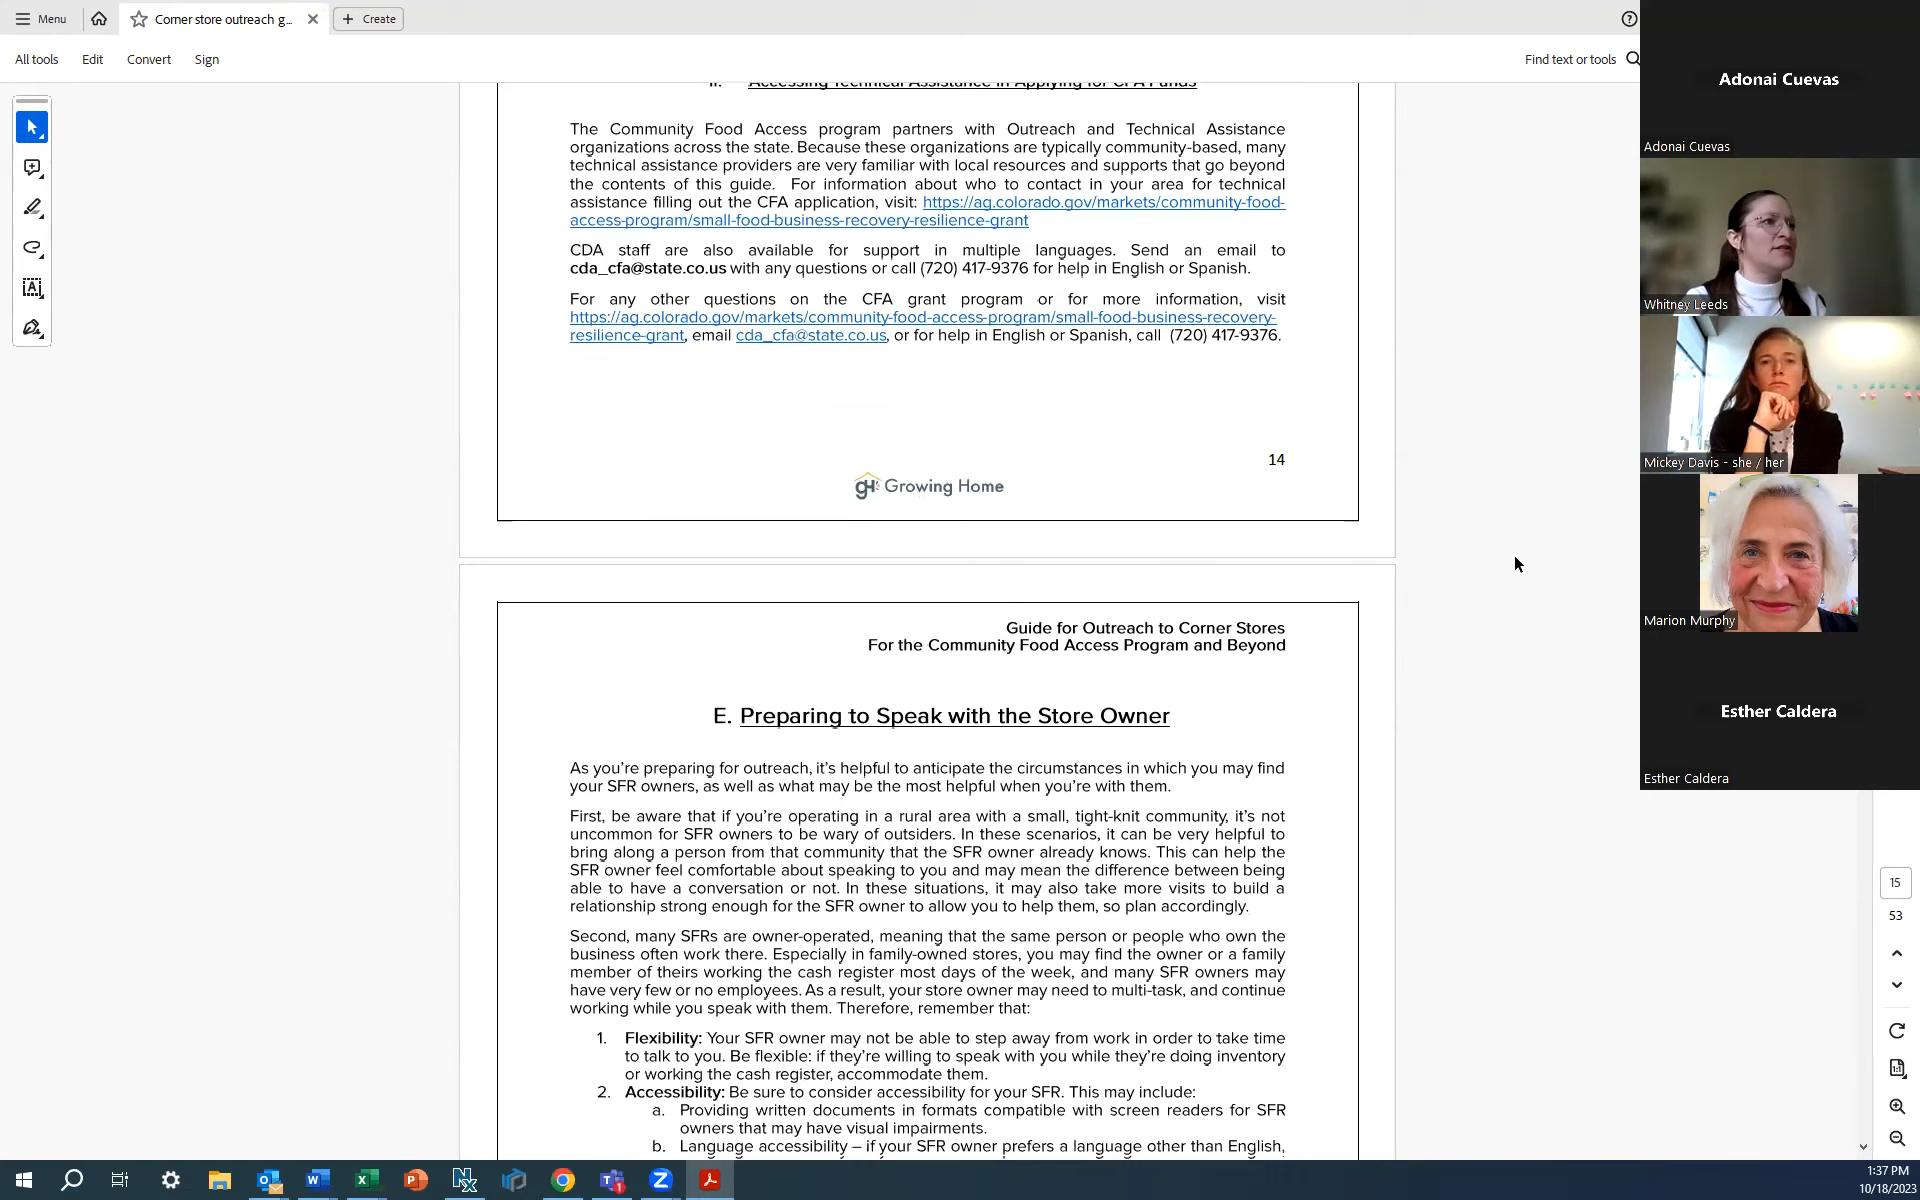 Menu
Corner store outreach g...
Create
All tools
Edit
Convert
Sign
Find text or tools
II. Accessing Technical Assistance in Applying for CFA Funds
The Community Food Access program partners with Outreach and Technical Assistance
organizations across the state. Because these organizations are typically community-based, many
technical assistance providers are very familiar with local resources and supports that go beyond
the contents of this guide. For information about who to contact in your area for technical
assistance filling out the CFA application, visit: https://ag.colorado.gov/markets/community-food-
access-program/small-food-business-recovery-resilience-grant
CDA staff are also available for support in multiple languages. Send an email to
cda_cfa@state.co.us with any questions or call (720) 417-9376 for help in English or Spanish.
For any other questions on the CFA grant program or for more information, visit
https://ag.colorado.gov/markets/community-food-access-program/small-food-business-recovery-
resilience-grant, email cda_cfa@state.co.us, or for help in English or Spanish, call (720) 417-9376.
14
gH Growing Home
Guide for Outreach to Corner Stores
For the Community Food Access Program and Beyond
E. Preparing to Speak with the Store Owner
As you're preparing for outreach, it's helpful to anticipate the circumstances in which you may find
your SFR owners, as well as what may be the most helpful when you're with them.
First, be aware that if you're operating in a rural area with a small, tight-knit community, it's not
uncommon for SFR owners to be wary of outsiders. In these scenarios, it can be very helpful to
bring along a person from that community that the SFR owner already knows. This can help the
SFR owner feel comfortable about speaking to you and may mean the difference between being
able to have a conversation or not. In these situations, it may also take more visits to build a
relationship strong enough for the SFR owner to allow you to help them, so plan accordingly.
Second, many SFRs are owner-operated, meaning that the same person or people who own the
business often work there. Especially in family-owned stores, you may find the owner or a family
member of theirs working the cash register most days of the week, and many SFR owners may
have very few or no employees. As a result, your store owner may need to multi-task, and continue
working while you speak with them. Therefore, remember that:
1. Flexibility: Your SFR owner may not be able to step away from work in order to take time
to talk to you. Be flexible: if they're willing to speak with you while they're doing inventory
or working the cash register, accommodate them.
2. Accessibility: Be sure to consider accessibility for your SFR. This may include:
a. Providing written documents in formats compatible with screen readers for SFR
owners that may have visual impairments.
b. Language accessibility – if your SFR owner prefers a language other than English,
Adonai Cuevas
Adonai Cuevas
Whitney Leeds
Mickey Davis - she / her
Marion Murphy
Esther Caldera
Esther Caldera
15
53
1:37 PM
10/18/2023